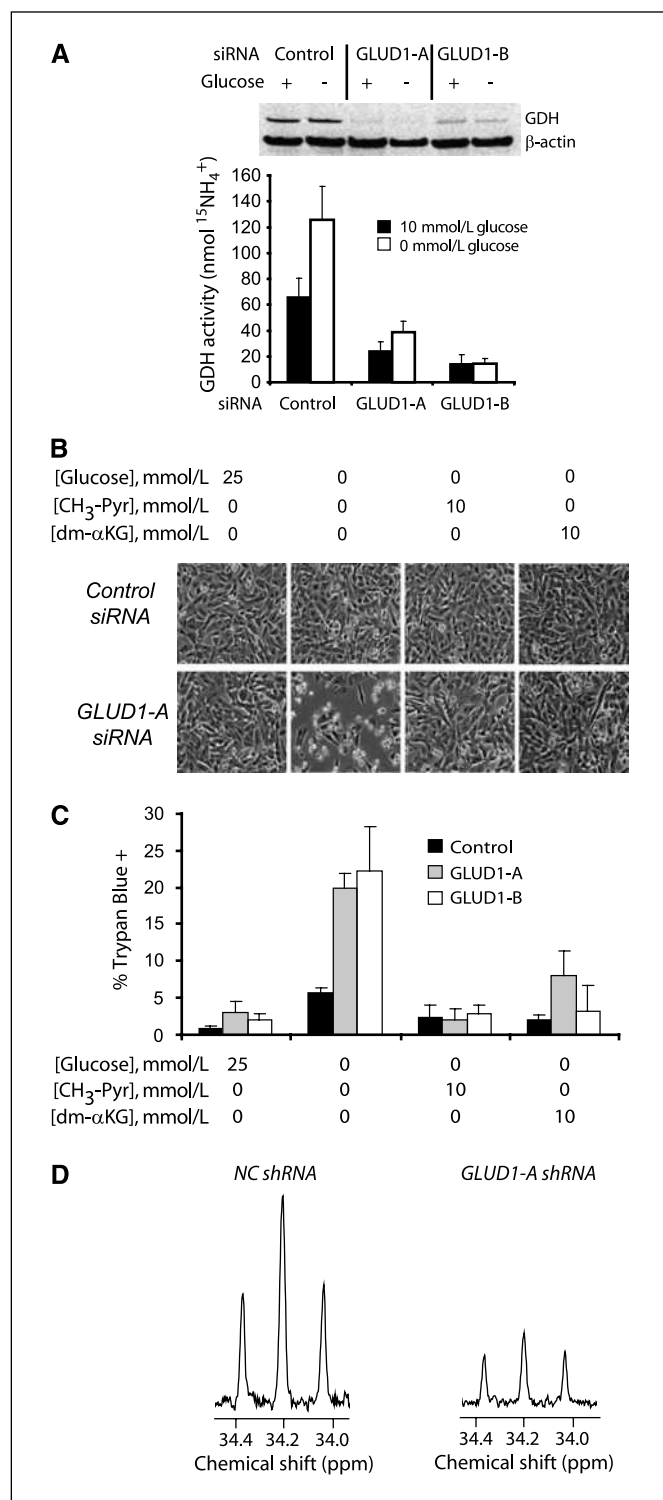 A
siRNA Control GLUD1-A GLUD1-B
Glucose + - + - + -
GDH
β-actin
GDH activity (nmol ¹⁵NH₄⁺)
160
140
120
100
80
60
40
20
0
10 mmol/L glucose
0 mmol/L glucose
siRNA Control GLUD1-A GLUD1-B
B
[Glucose], mmol/L 25 0 0 0
[CH₃-Pyr], mmol/L 0 0 10 0
[dm-αKG], mmol/L 0 0 0 10
Control
siRNA
GLUD1-A
siRNA
C
% Trypan Blue +
30
25
20
15
10
5
0
Control
GLUD1-A
GLUD1-B
[Glucose], mmol/L 25 0 0 0
[CH₃-Pyr], mmol/L 0 0 10 0
[dm-αKG], mmol/L 0 0 0 10
D
NC shRNA GLUD1-A shRNA
34.4 34.2 34.0 34.4 34.2 34.0
Chemical shift (ppm) Chemical shift (ppm)